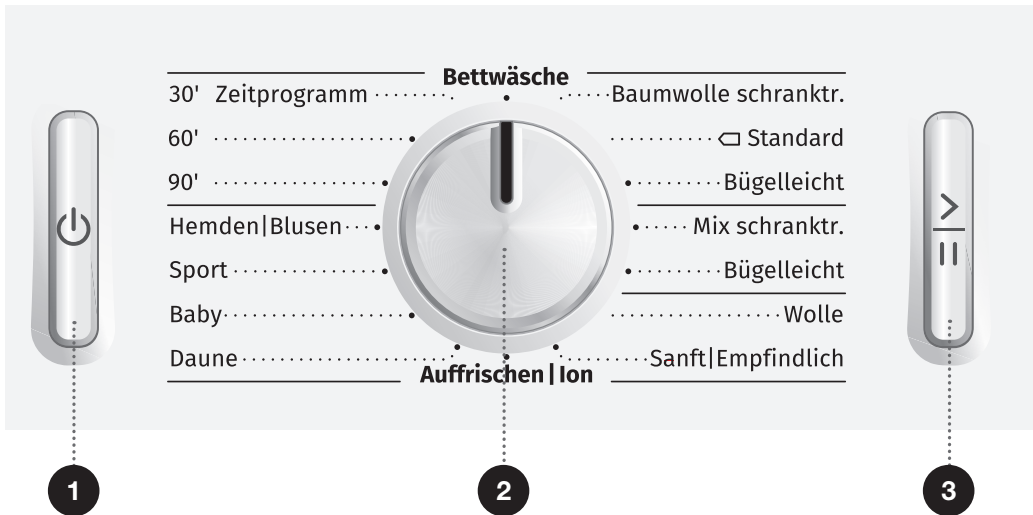 Bettwäsche
30' Zeitprogramm
60'
90'
Hemden|Blusen
Sport
Baby
Daune
Baumwolle schranktr.
Standard
Bügelleicht
Mix schranktr.
Bügelleicht
Wolle
Sanft|Empfindlich
Auffrischen|Ion
1
2
3